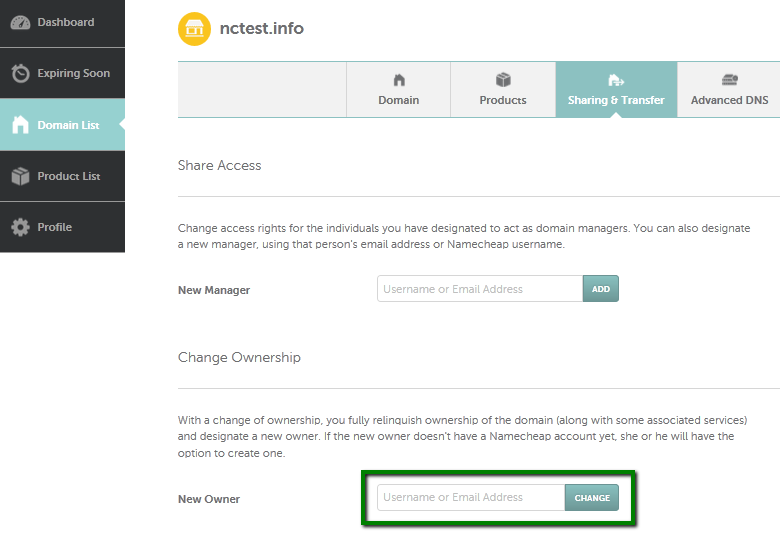 Dashboard
Expiring Soon
Domain List
Product List
Profile
nctest.info
Domain
Products
Sharing & Transfer
Advanced DNS
Share Access
Change access rights for the individuals you have designated to act as domain managers. You can also designate
a new manager, using that person's email address or Namecheap username.
New Manager
Username or Email Address
ADD
Change Ownership
With a change of ownership, you fully relinquish ownership of the domain (along with some associated services)
and designate a new owner. If the new owner doesn't have a Namecheap account yet, she or he will have the
option to create one.
New Owner
Username or Email Address
CHANGE